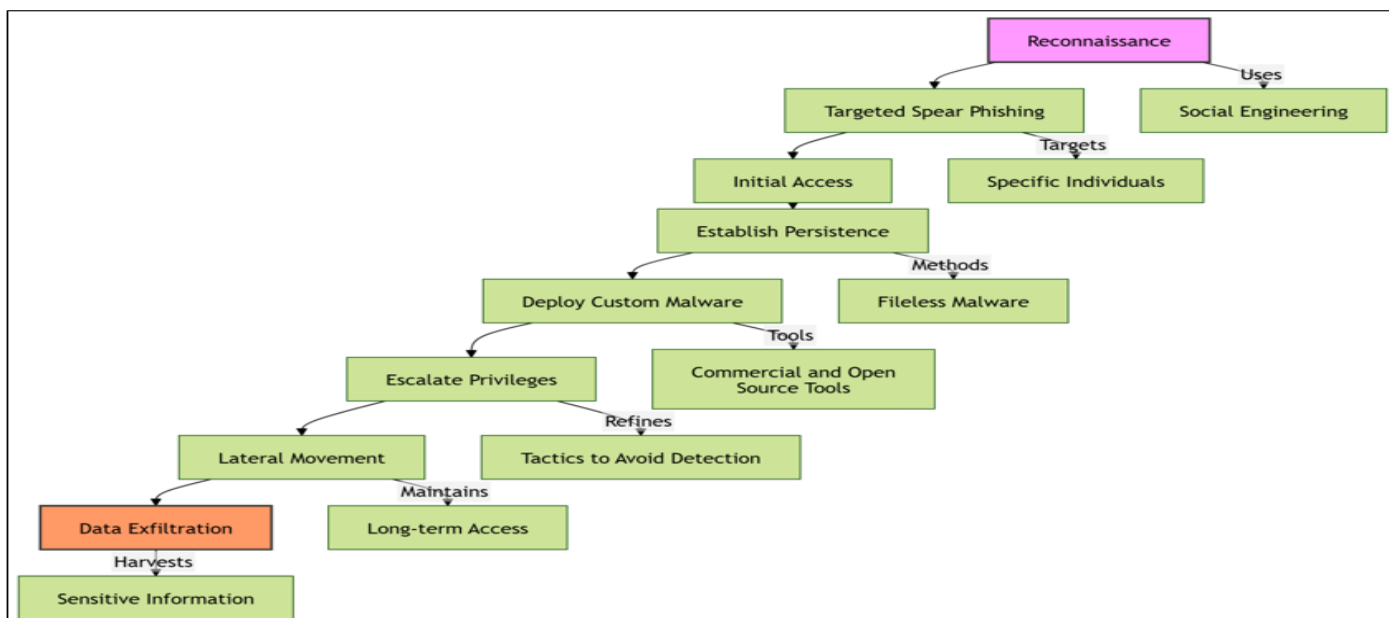 Reconnaissance
Uses
Targeted Spear Phishing
Social Engineering
Targets
Initial Access
Specific Individuals
Establish Persistence
Methods
Deploy Custom Malware
Fileless Malware
Tools
Escalate Privileges
Commercial and Open
Source Tools
Refines
Lateral Movement
Tactics to Avoid Detection
Maintains
Data Exfiltration
Long-term Access
Harvests
Sensitive Information